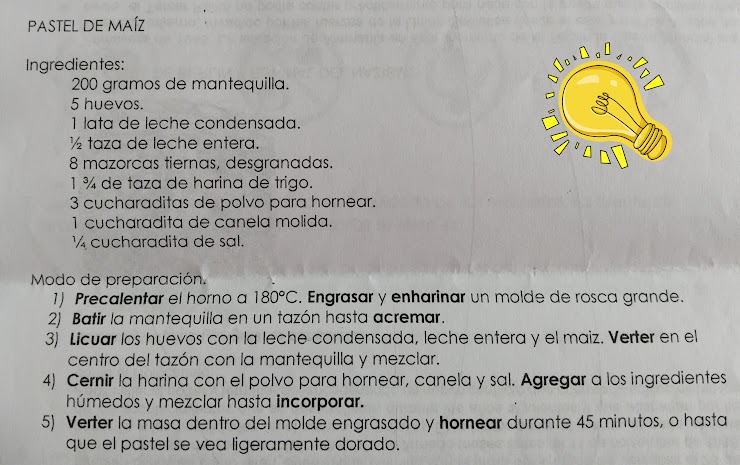 PASTEL DE MAÍZ
Ingredientes:
200 gramos de mantequilla.
5 huevos.
1 lata de leche condensada.
½ taza de leche entera.
8 mazorcas tiernas, desgranadas.
1 ¾ de taza de harina de trigo.
3 cucharaditas de polvo para hornear.
1 cucharadita de canela molida.
¼ cucharadita de sal.
Modo de preparación.
1) Precalentar el horno a 180°C. Engrasar y enharinar un molde de rosca grande.
2) Batir la mantequilla en un tazón hasta acremar.
3) Licuar los huevos con la leche condensada, leche entera y el maiz. Verter en el
centro del tazón con la mantequilla y mezclar.
4) Cernir la harina con el polvo para hornear, canela y sal. Agregar a los ingredientes
húmedos y mezclar hasta incorporar.
5) Verter la masa dentro del molde engrasado y hornear durante 45 minutos, o hasta
que el pastel se vea ligeramente dorado.